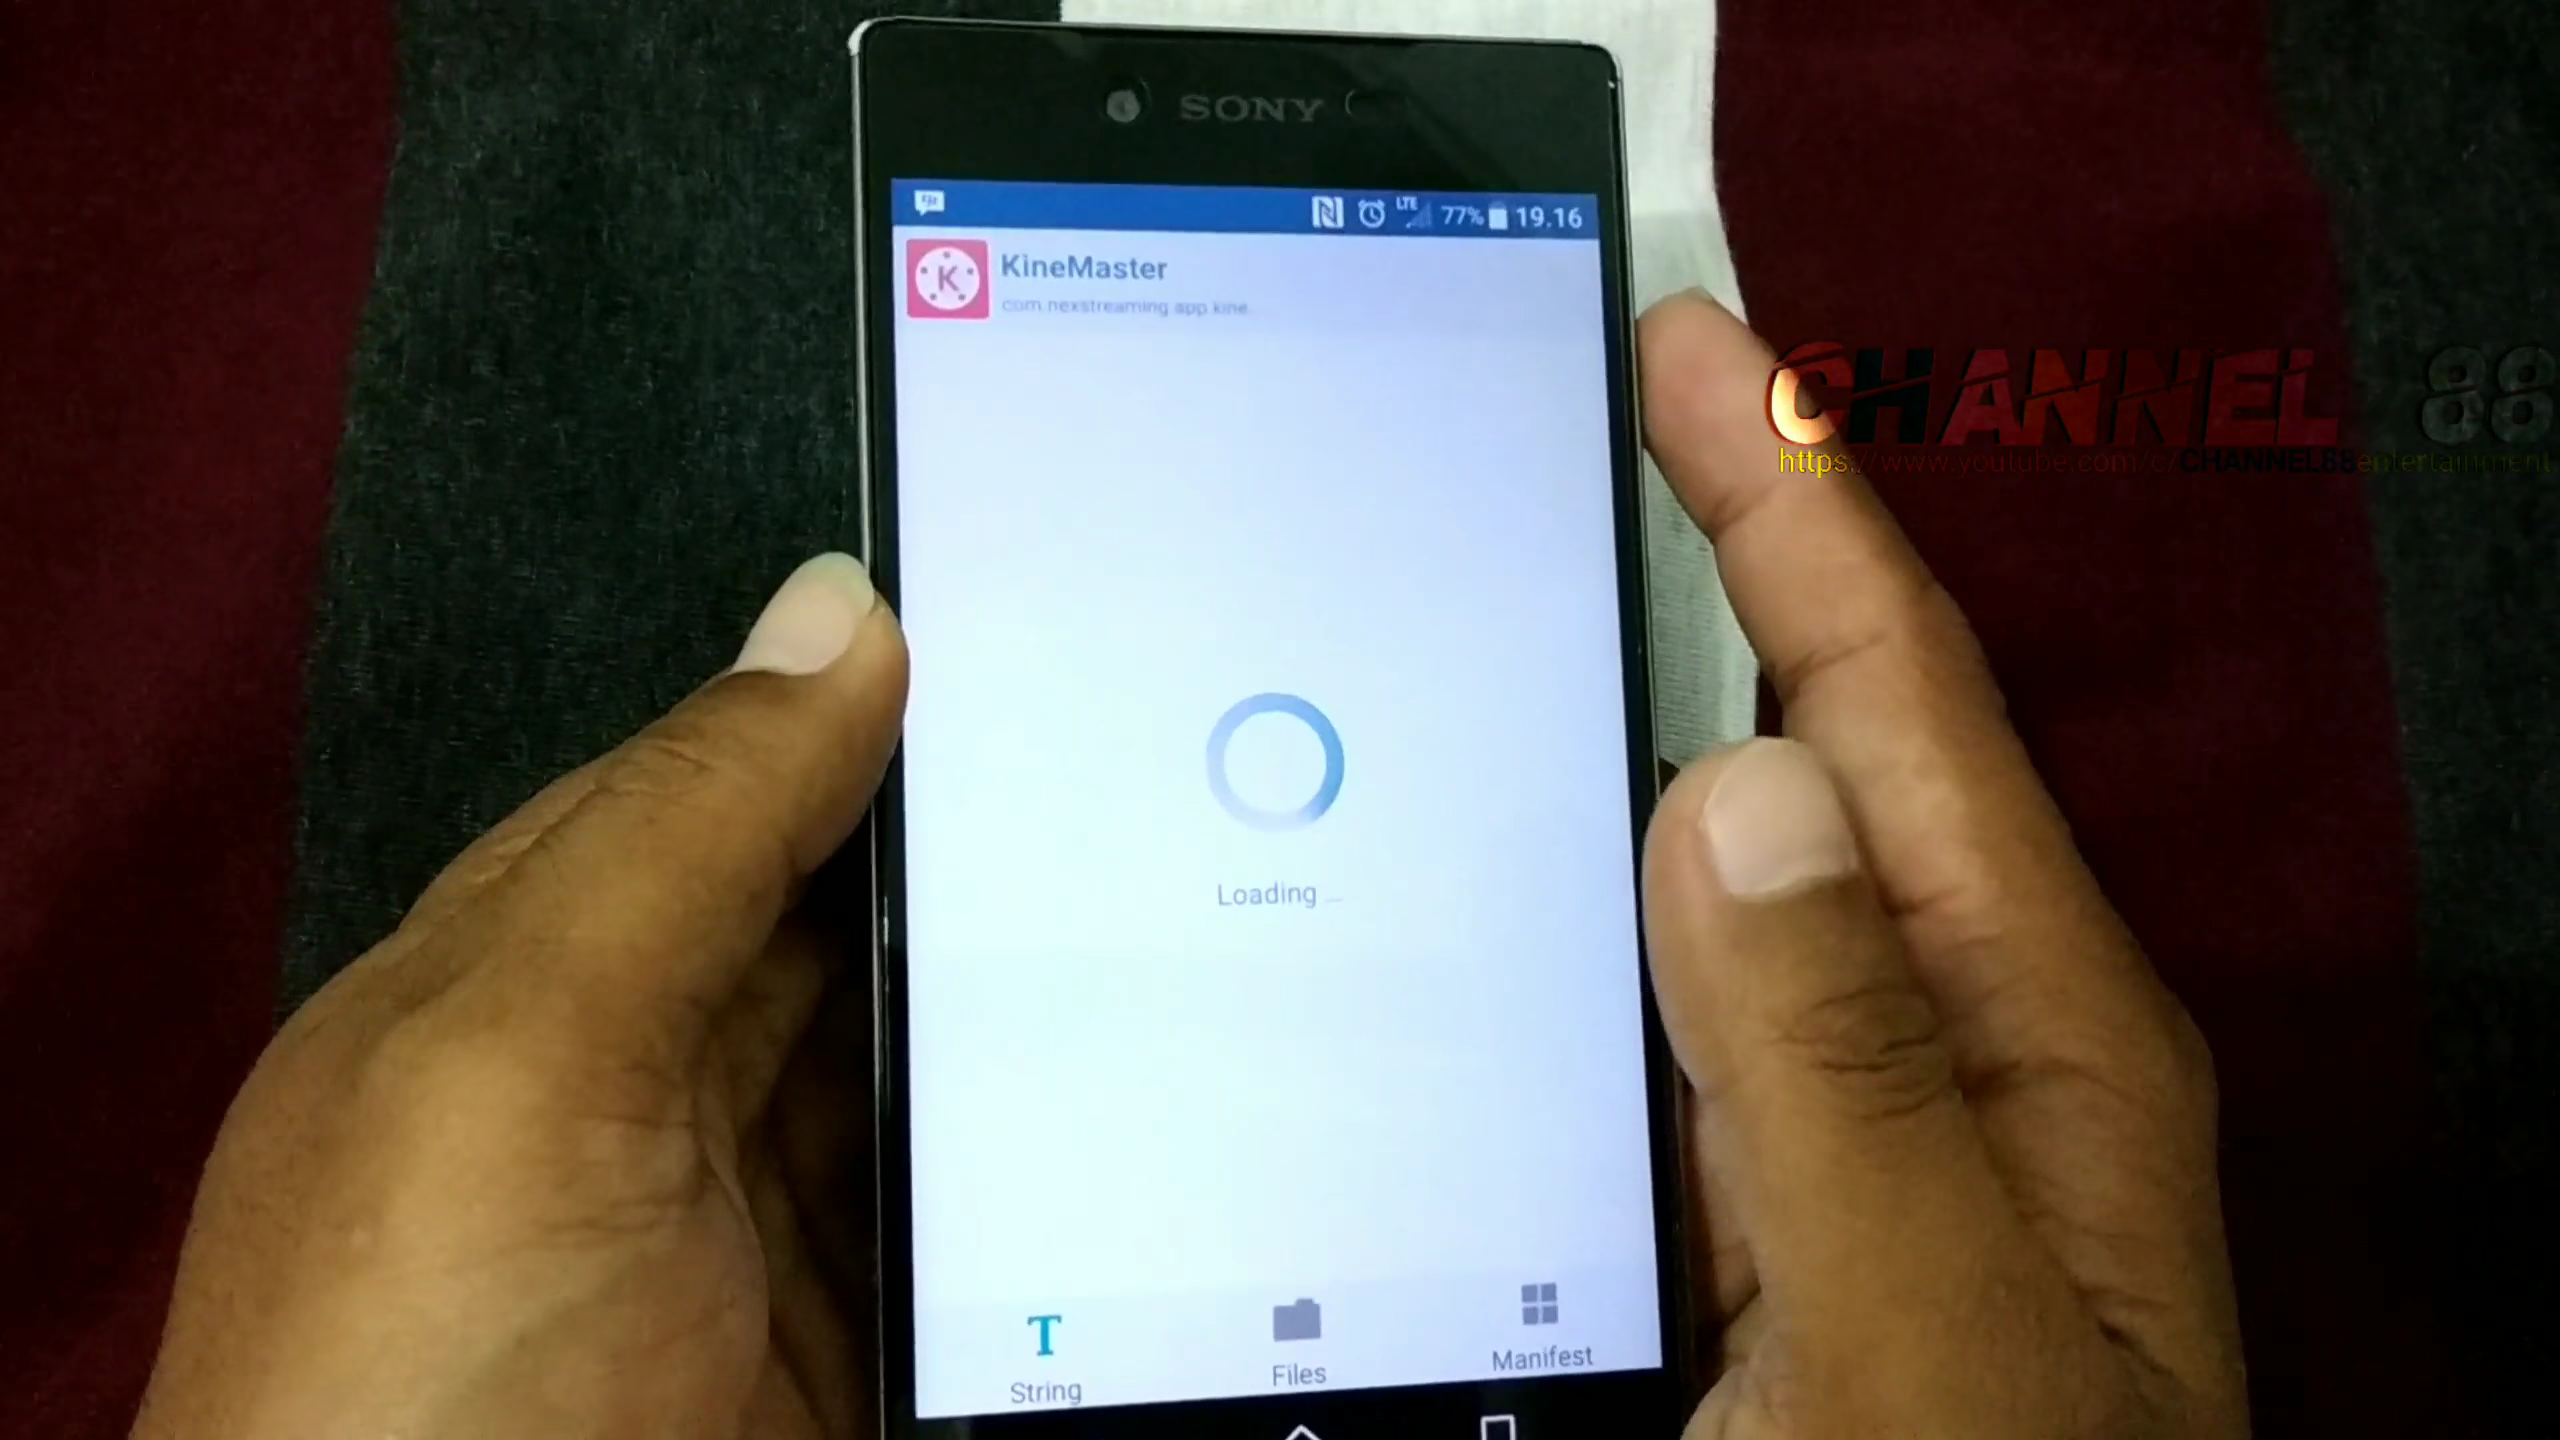 SONY
LTE 77% 19.16
KineMaster
com.nexstreaming.app.kine.
CHANNEL 88
https://www.youtube.com/c/CHANNEL88entertainment
Loading ...
T
String
Files
Manifest